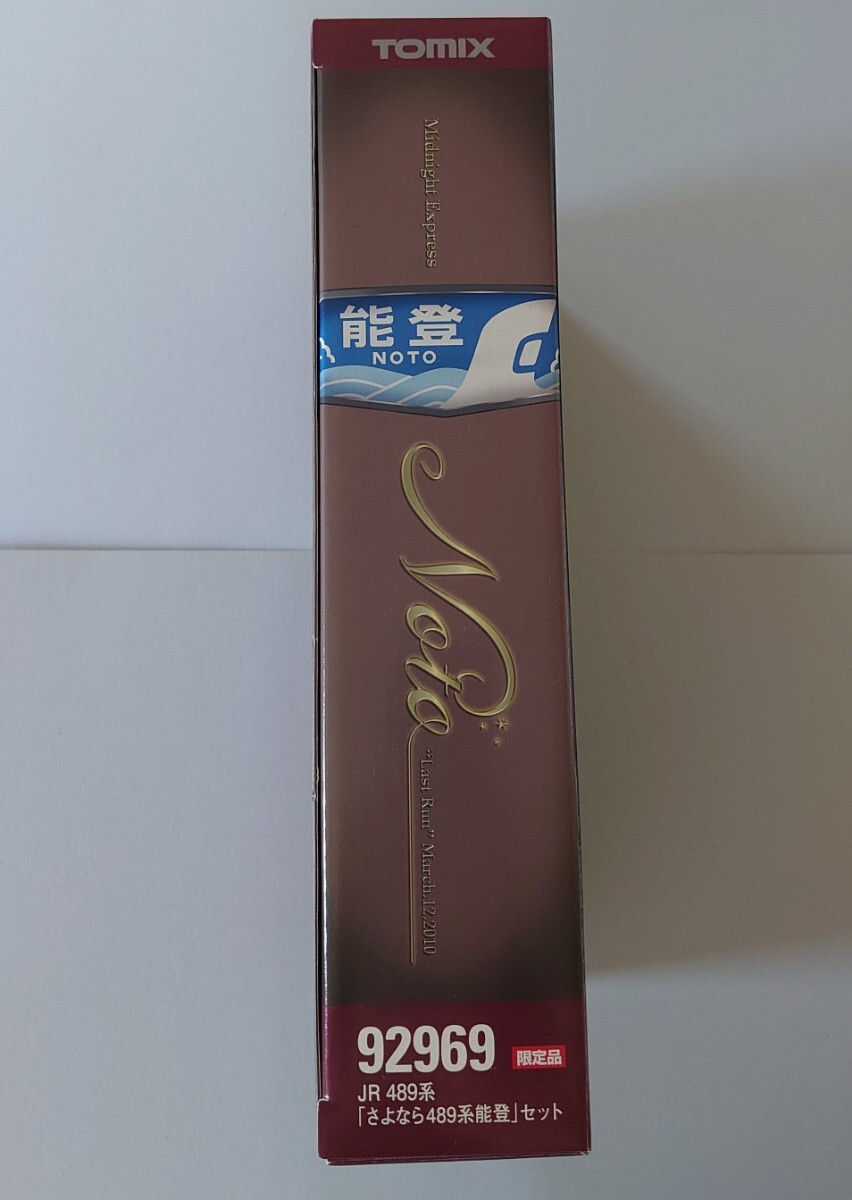 TOMIX
Midnight Express
能登
NOTO
Noto
"Last Run" March.12,2010
92969 限定品
JR 489系
「さよなら489系能登」セット